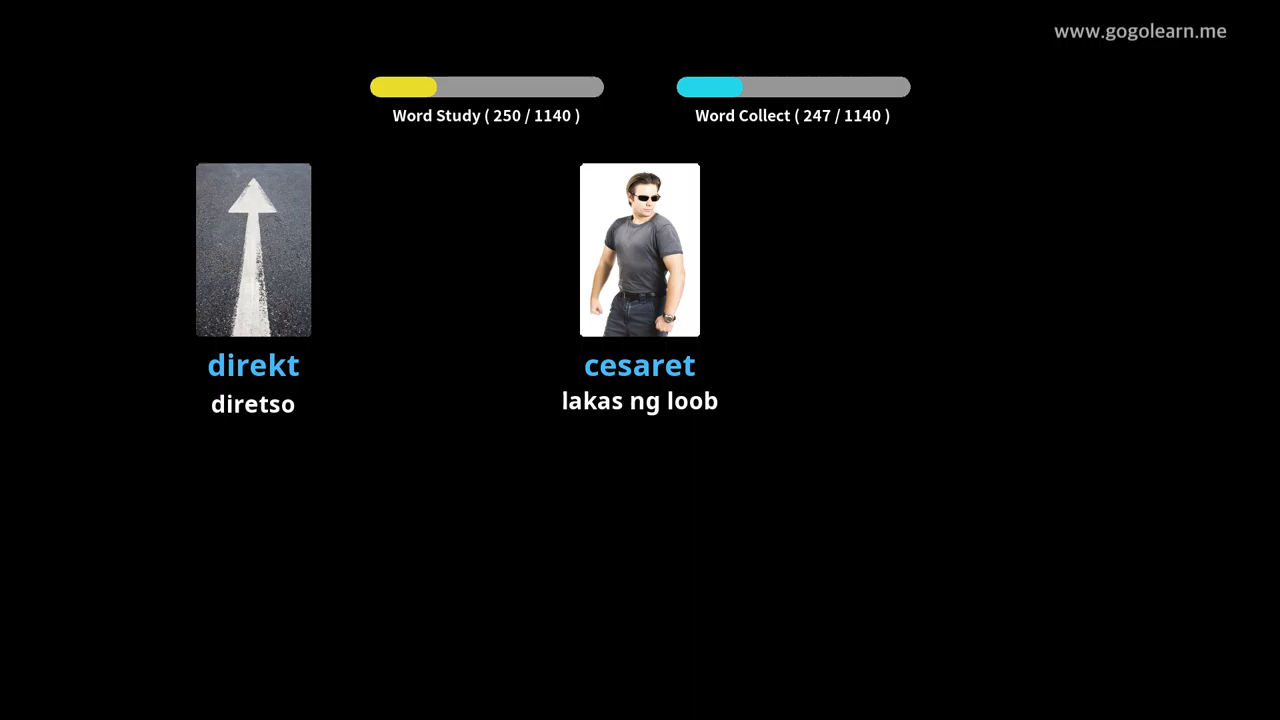 www.gogolearn.me
Word Study ( 250 / 1140 )
Word Collect ( 247 / 1140 )
direkt
diretso
cesaret
lakas ng loob